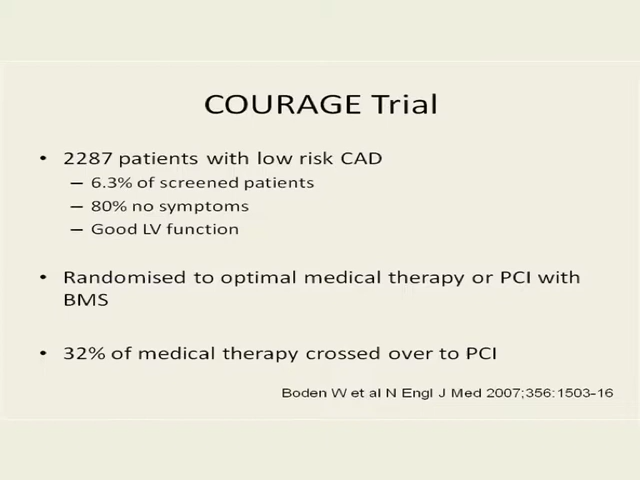 COURAGE Trial
• 2287 patients with low risk CAD
– 6.3% of screened patients
– 80% no symptoms
– Good LV function
• Randomised to optimal medical therapy or PCI with
BMS
• 32% of medical therapy crossed over to PCI
Boden W et al N Engl J Med 2007;356:1503-16